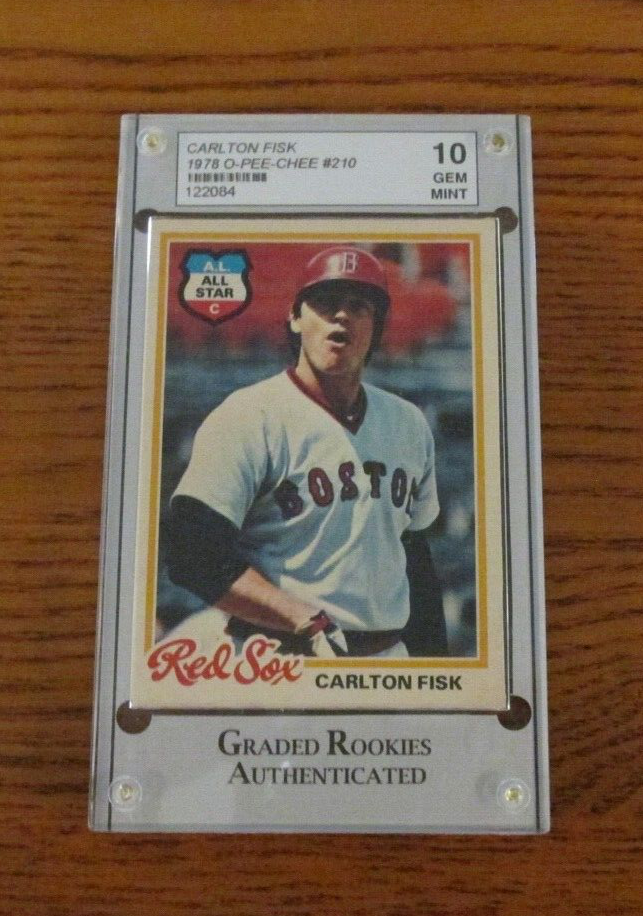 CARLTON FISK
1978 O-PEE-CHEE #210
122084
10
GEM
MINT
A.L.
ALL
STAR
C
B
BOSTON
Red Sox
CARLTON FISK
GRADED ROOKIES
AUTHENTICATED